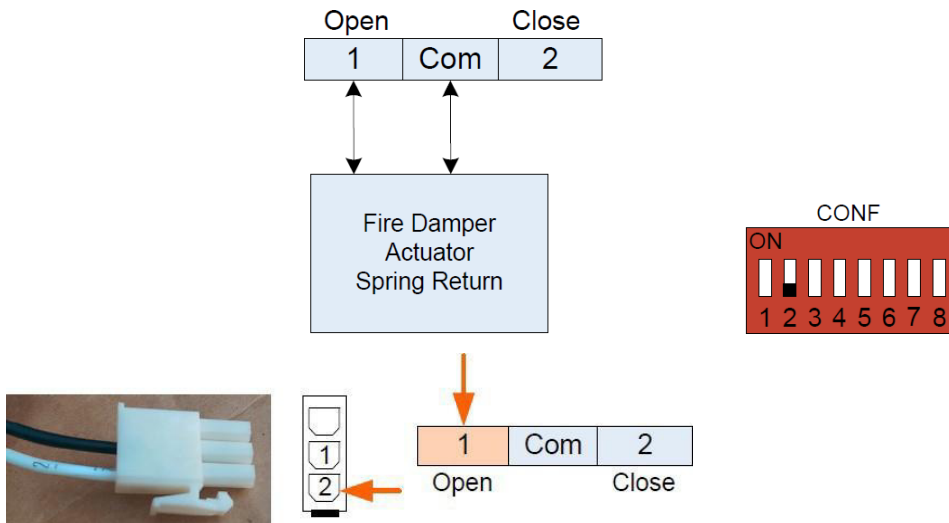 Open Close
1 Com 2
Fire Damper
Actuator
Spring Return
CONF
ON
1 2 3 4 5 6 7 8
2
1
2
1 Com 2
Open Close